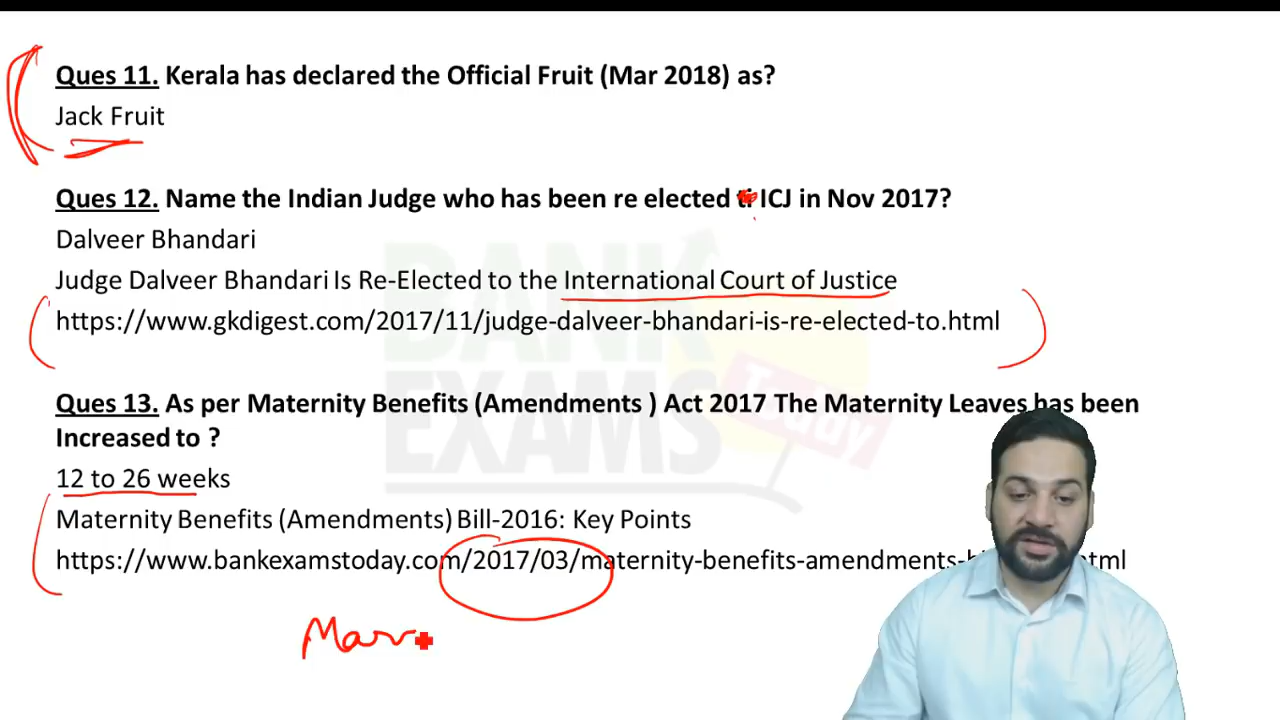 Ques 11. Kerala has declared the Official Fruit (Mar 2018) as?
Jack Fruit
Ques 12. Name the Indian Judge who has been re elected ti ICJ in Nov 2017?
Dalveer Bhandari
Judge Dalveer Bhandari Is Re-Elected to the International Court of Justice
https://www.gkdigest.com/2017/11/judge-dalveer-bhandari-is-re-elected-to.html
Ques 13. As per Maternity Benefits (Amendments ) Act 2017 The Maternity Leaves has been
Increased to ?
12 to 26 weeks
Maternity Benefits (Amendments) Bill-2016: Key Points
https://www.bankexamstoday.com/2017/03/maternity-benefits-amendments-
Mar
BANK
EXAMS
Today